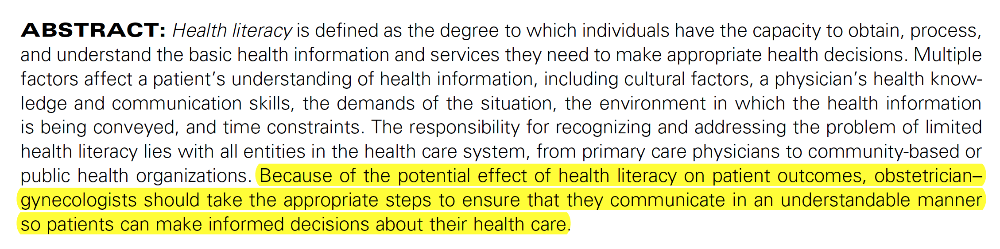 ABSTRACT: Health literacy is defined as the degree to which individuals have the capacity to obtain, process,
and understand the basic health information and services they need to make appropriate health decisions. Multiple
factors affect a patient’s understanding of health information, including cultural factors, a physician’s health know-
ledge and communication skills, the demands of the situation, the environment in which the health information
is being conveyed, and time constraints. The responsibility for recognizing and addressing the problem of limited
health literacy lies with all entities in the health care system, from primary care physicians to community-based or
public health organizations. Because of the potential effect of health literacy on patient outcomes, obstetrician–
gynecologists should take the appropriate steps to ensure that they communicate in an understandable manner
so patients can make informed decisions about their health care.